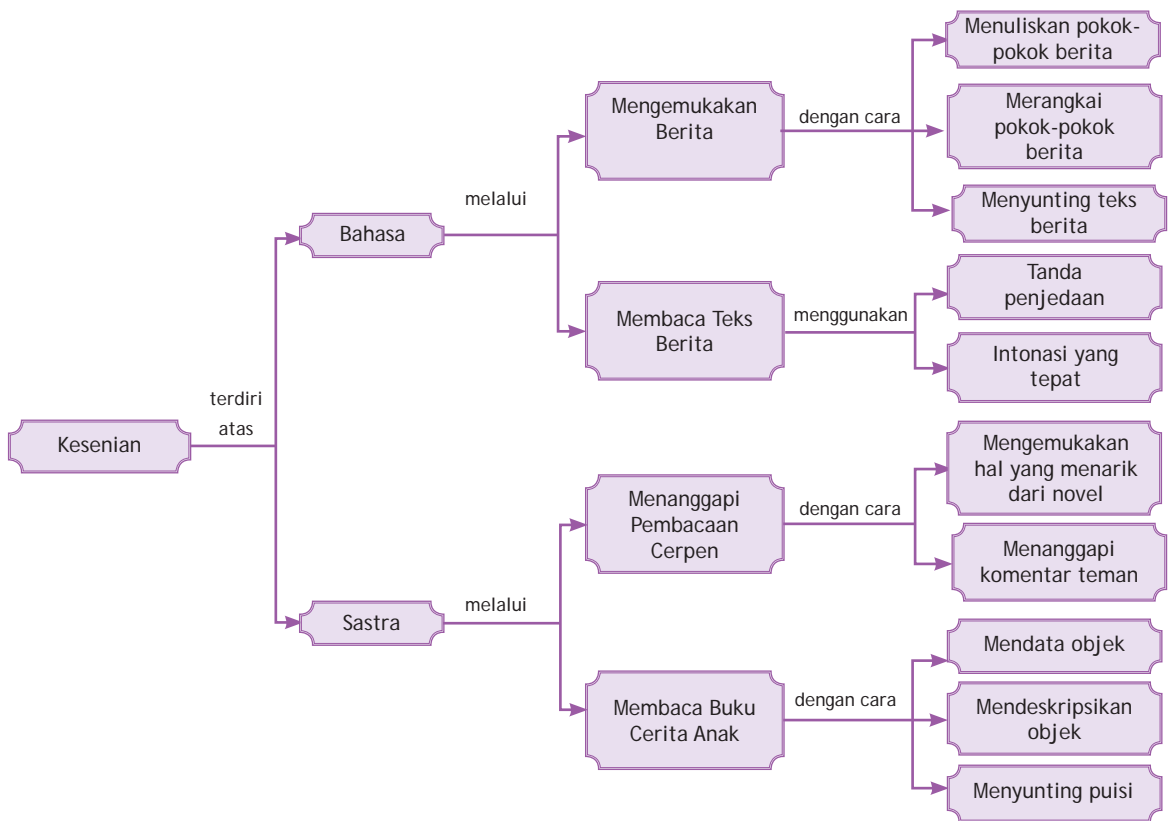 Kesenian
terdiri
atas
Bahasa
melalui
Mengemukakan
Berita
dengan cara
Menuliskan pokok-
pokok berita
Merangkai
pokok-pokok
berita
Menyunting teks
berita
Membaca Teks
Berita
menggunakan
Tanda
penjedaan
Intonasi yang
tepat
Sastra
melalui
Menanggapi
Pembacaan
Cerpen
dengan cara
Mengemukakan
hal yang menarik
dari novel
Menanggapi
komentar teman
Membaca Buku
Cerita Anak
dengan cara
Mendata objek
Mendeskripsikan
objek
Menyunting puisi